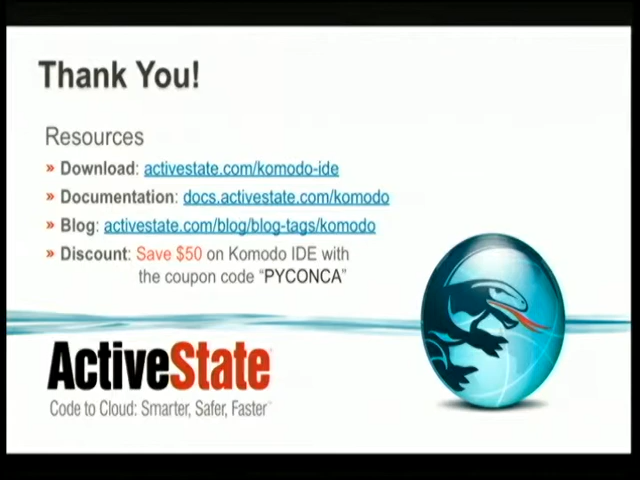 Thank You!
Resources
» Download: activestate.com/komodo-ide
» Documentation: docs.activestate.com/komodo
» Blog: activestate.com/blog/blog-tags/komodo
» Discount: Save $50 on Komodo IDE with
the coupon code “PYCONCA”
ActiveState
Code to Cloud: Smarter, Safer, Faster™